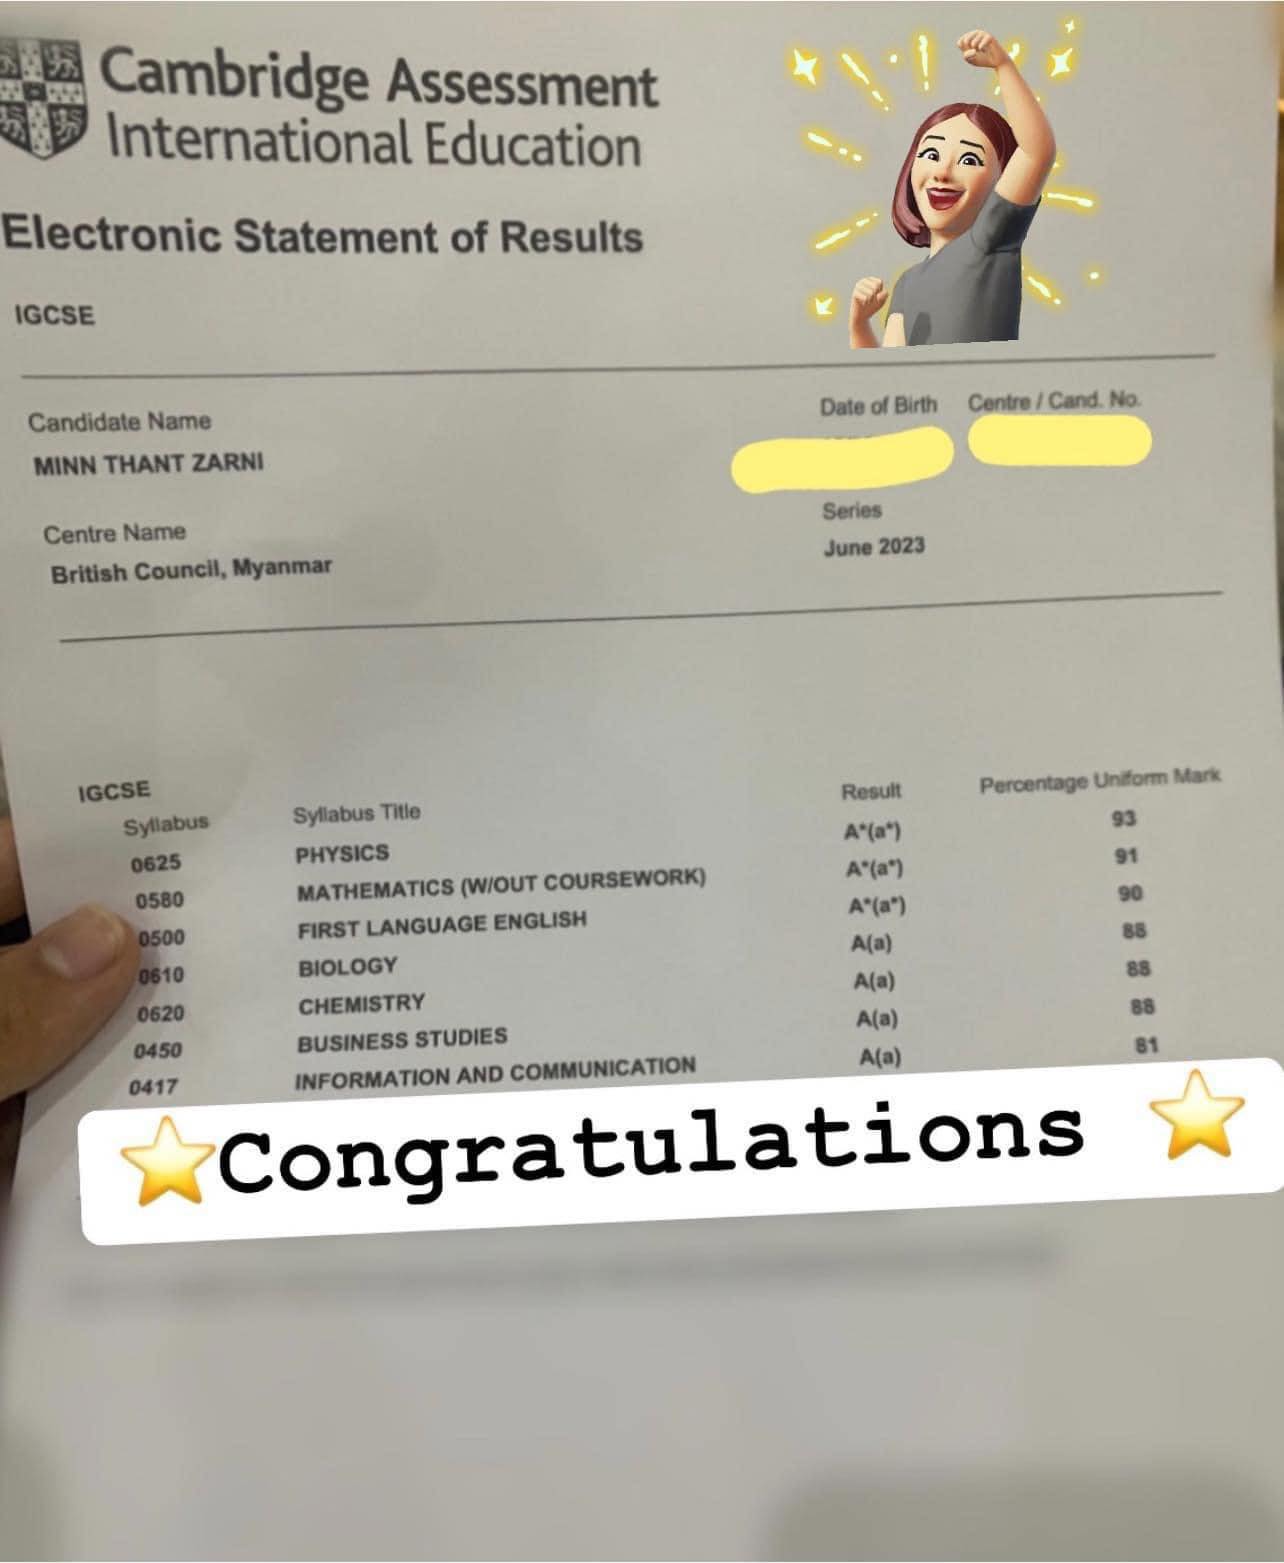 Cambridge Assessment
International Education
Electronic Statement of Results
IGCSE
Candidate Name
Date of Birth
Centre / Cand. No.
MINN THANT ZARNI
Centre Name
Series
British Council, Myanmar
June 2023
IGCSE
Syllabus Syllabus Title Result Percentage Uniform Mark
0625 PHYSICS A*(a*) 93
0580 MATHEMATICS (W/OUT COURSEWORK) A*(a*) 91
0500 FIRST LANGUAGE ENGLISH A*(a*) 90
0610 BIOLOGY A(a) 88
0620 CHEMISTRY A(a) 88
0450 BUSINESS STUDIES A(a) 88
0417 INFORMATION AND COMMUNICATION A(a) 81
⭐Congratulations ⭐